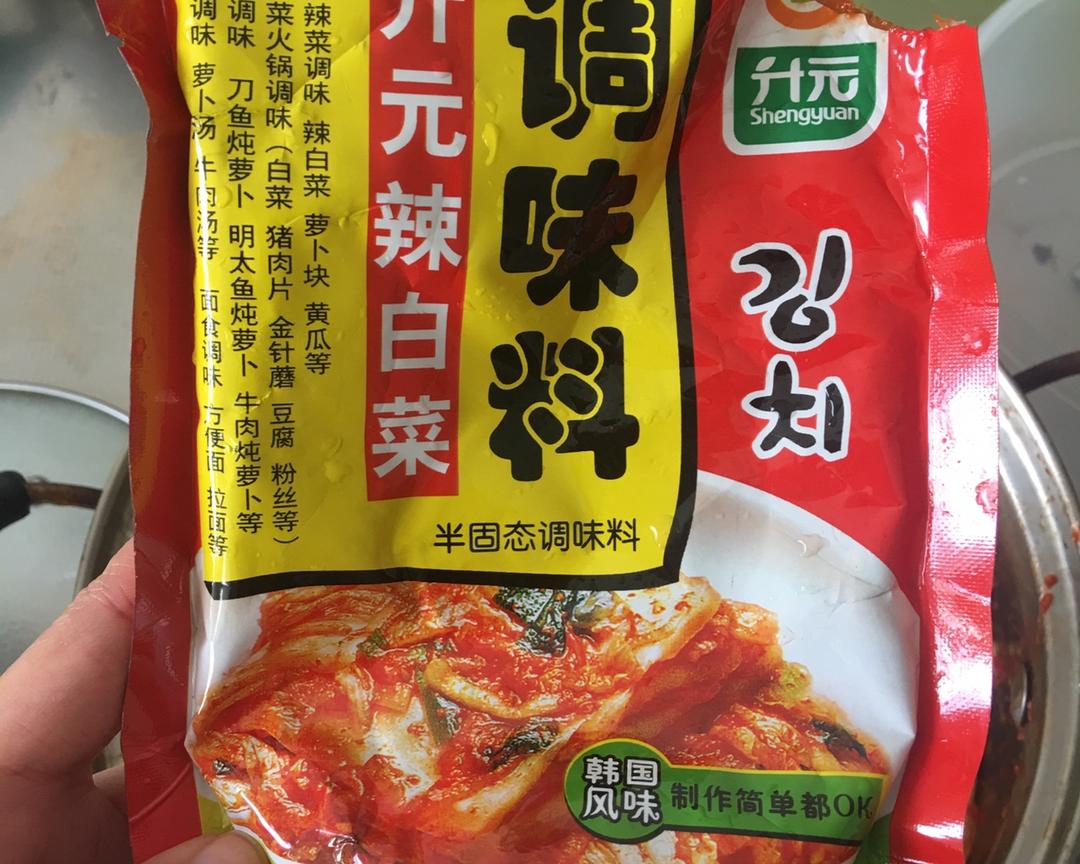 升元
Shengyuan
김치
调味料
升元辣白菜
辣菜调味 辣白菜 萝卜块 黄瓜等
菜火锅调味（白菜 猪肉片 金针蘑 豆腐 粉丝等）
调味 刀鱼炖萝卜 明太鱼炖萝卜 牛肉炖萝卜等
调味 萝卜汤 牛肉汤等 面食调味 方便面 拉面等
半固态调味料
韩国
风味
制作简单都OK